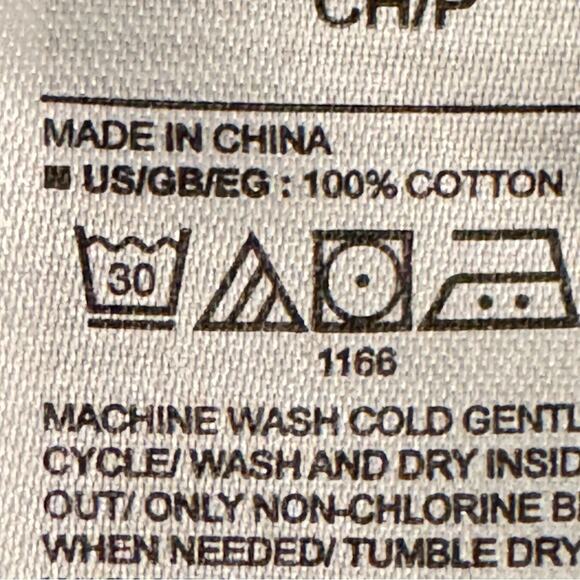 CH/P
MADE IN CHINA
US/GB/EG : 100% COTTON
30
1166
MACHINE WASH COLD GENTL
CYCLE/ WASH AND DRY INSID
OUT/ ONLY NON-CHLORINE B
WHEN NEEDED/ TUMBLE DRY